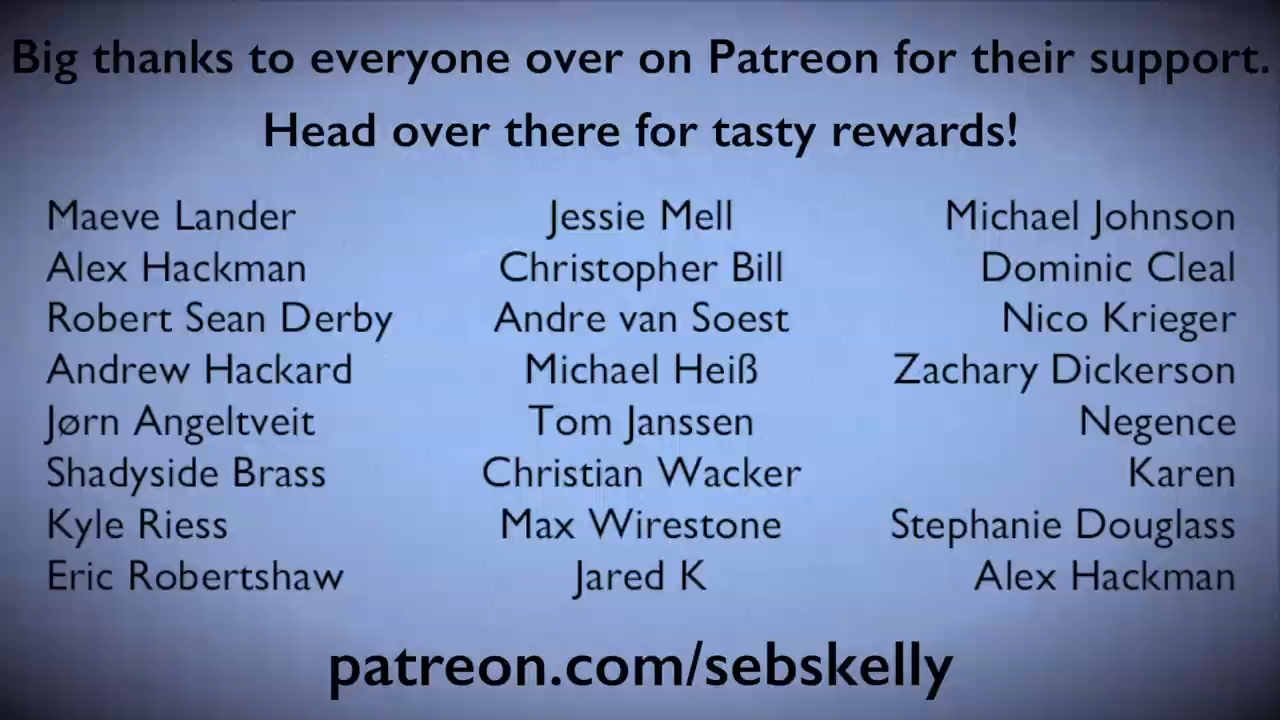 Big thanks to everyone over on Patreon for their support.
Head over there for tasty rewards!
Maeve Lander
Alex Hackman
Robert Sean Derby
Andrew Hackard
Jørn Angeltveit
Shadyside Brass
Kyle Riess
Eric Robertshaw
Jessie Mell
Christopher Bill
Andre van Soest
Michael Heiß
Tom Janssen
Christian Wacker
Max Wirestone
Jared K
Michael Johnson
Dominic Cleal
Nico Krieger
Zachary Dickerson
Negence
Karen
Stephanie Douglass
Alex Hackman
patreon.com/sebskelly